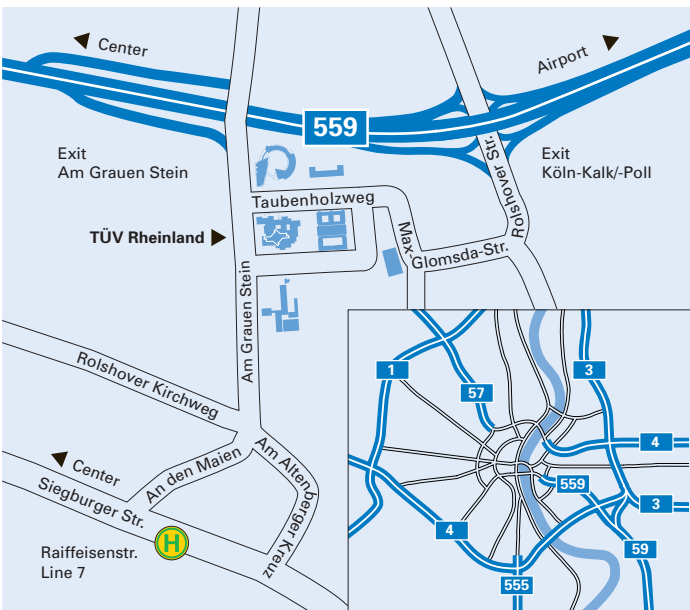 Center
Airport
559
Exit
Am Grauen Stein
Exit
Köln-Kalk/-Poll
Rolshover Str.
Taubenholzweg
TÜV Rheinland
Max-Glomsda-Str.
Am Grauen Stein
Rolshover Kirchweg
1
57
3
4
559
3
4
59
555
Center
An den Maien
Am Altenberger Kreuz
Siegburger Str.
H
Raiffeisenstr.
Line 7